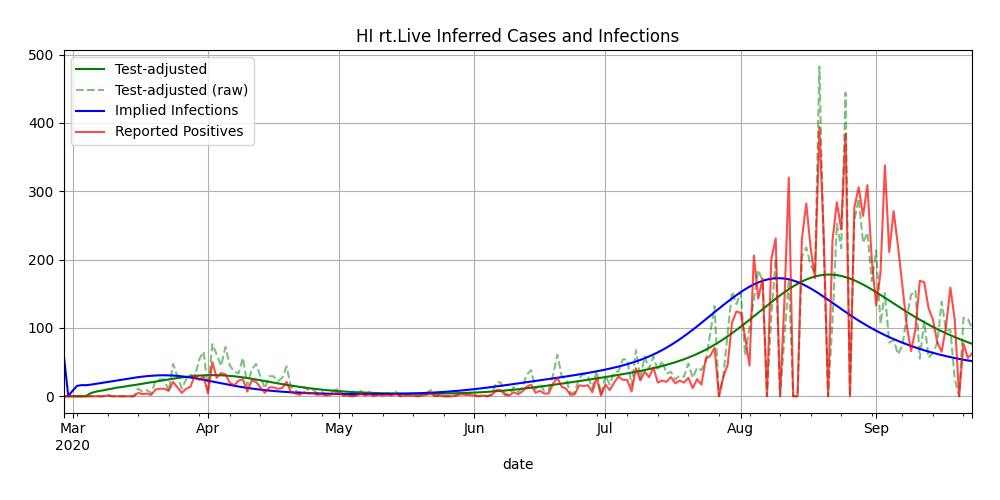 HI rt.Live Inferred Cases and Infections
500
400
300
200
100
0
Test-adjusted
Test-adjusted (raw)
Implied Infections
Reported Positives
Mar Apr May Jun Jul Aug Sep
2020
date